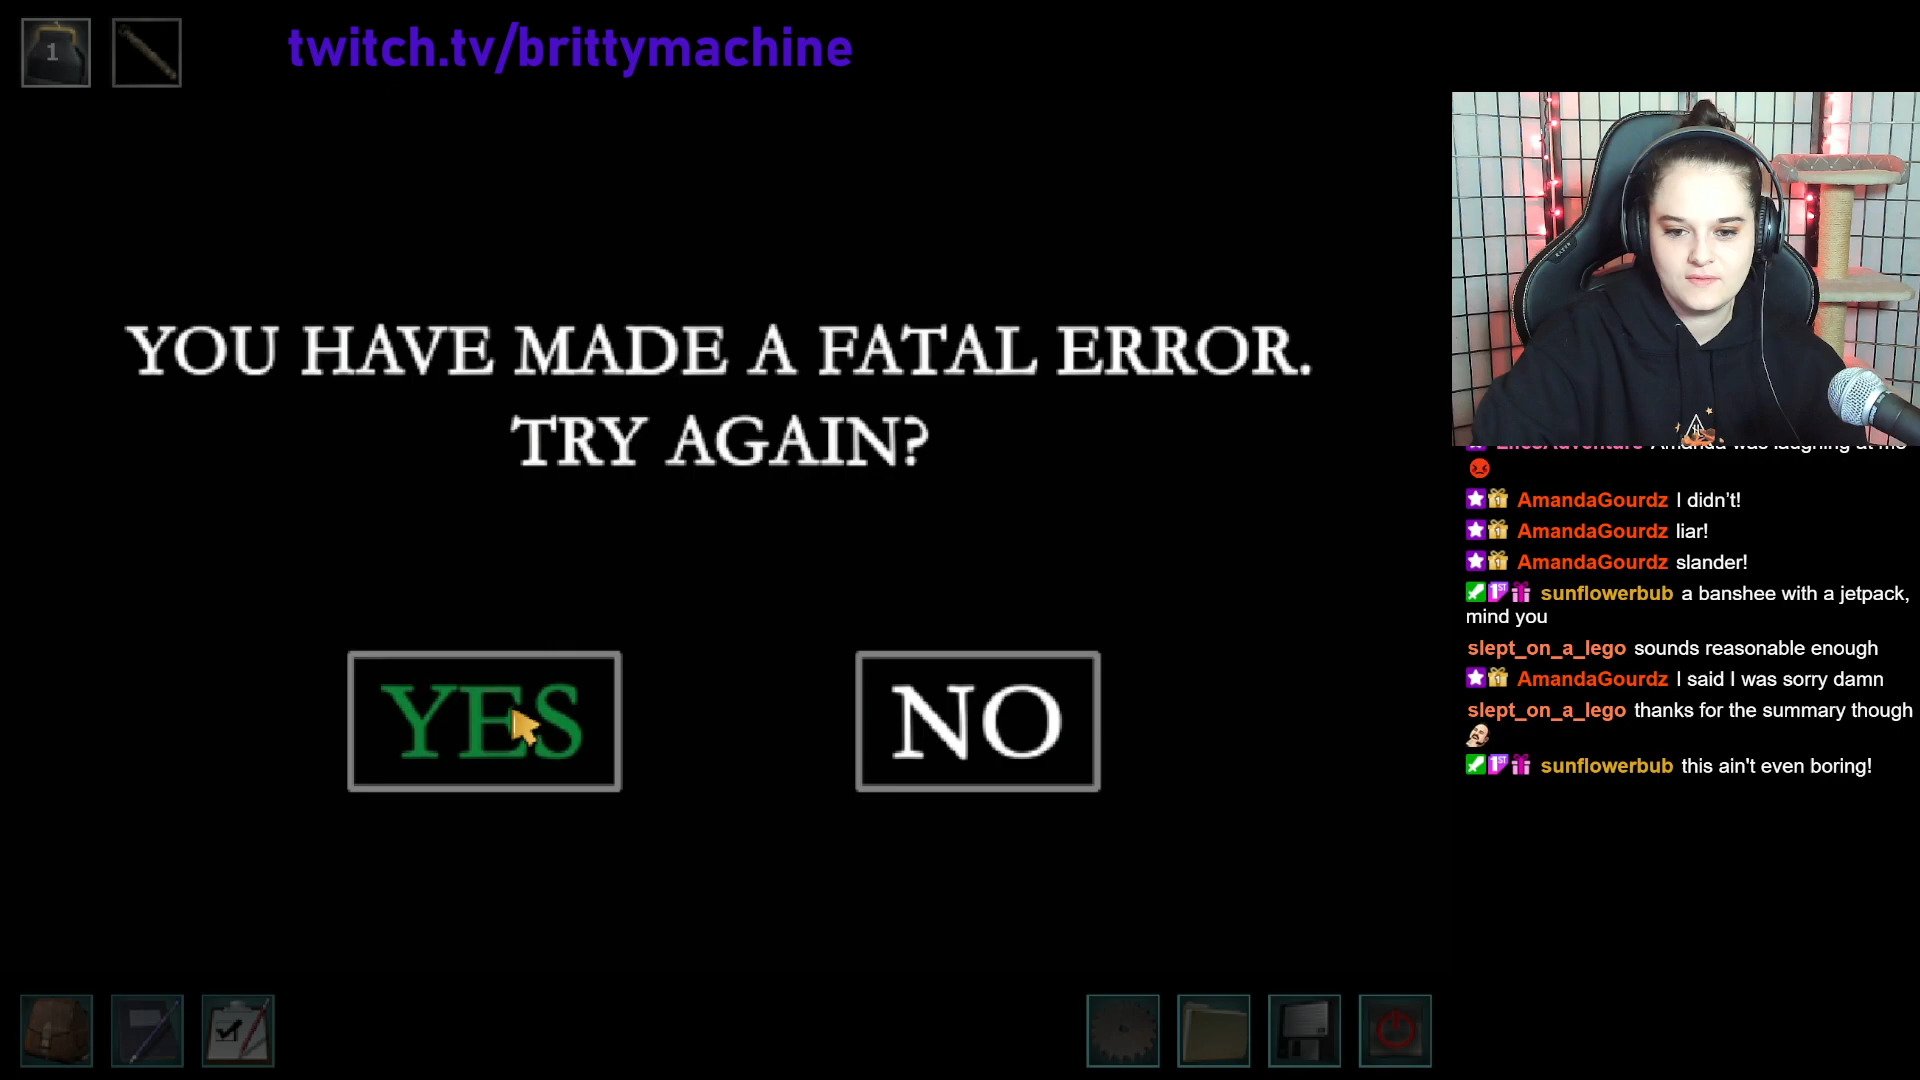 1
twitch.tv/brittymachine
YOU HAVE MADE A FATAL ERROR.
TRY AGAIN?
YES
NO
AmandaGourdz I didn't!
AmandaGourdz liar!
AmandaGourdz slander!
sunflowerbub a banshee with a jetpack,
mind you
slept_on_a_lego sounds reasonable enough
AmandaGourdz I said I was sorry damn
slept_on_a_lego thanks for the summary though
sunflowerbub this ain't even boring!